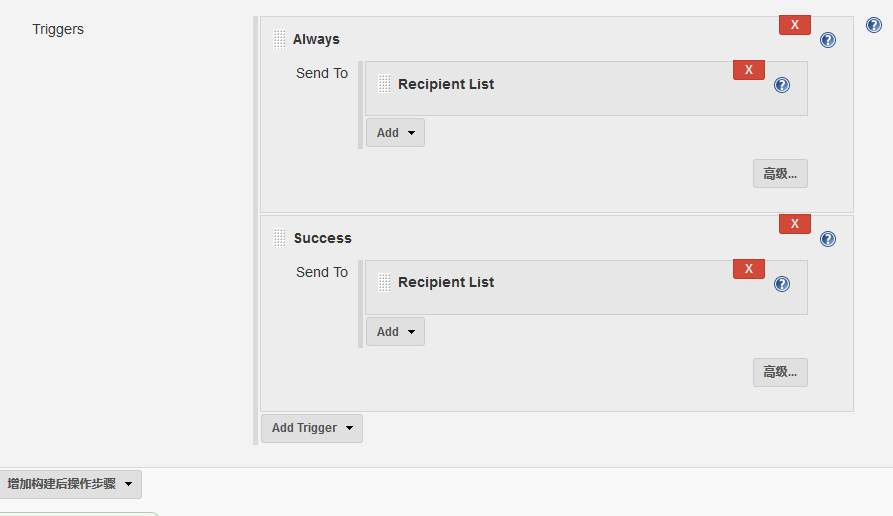 Triggers
X
Always
Send To
X
Recipient List
Add
高级...
X
Success
Send To
X
Recipient List
Add
高级...
Add Trigger
增加构建后操作步骤